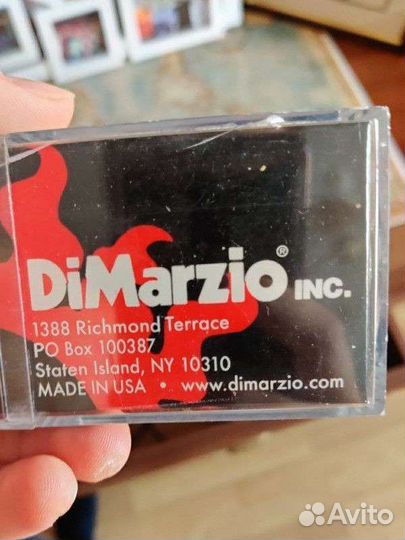 DiMarzio® INC.
1388 Richmond Terrace
PO Box 100387
Staten Island, NY 10310
MADE IN USA • www.dimarzio.com
Avito